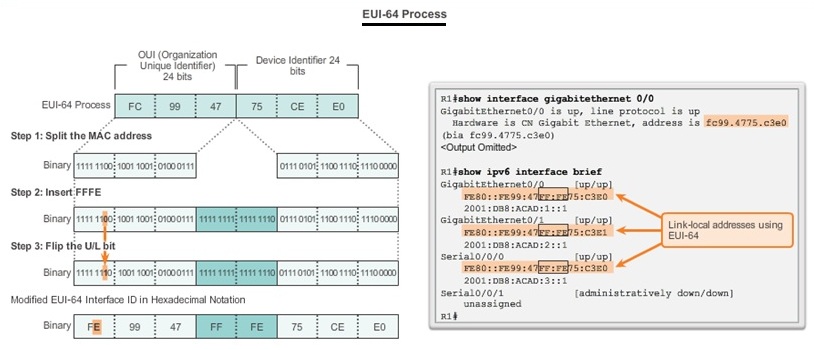 EUI-64 Process
OUI (Organization
Unique Identifier)
24 bits
Device Identifier 24
bits
EUI-64 Process FC 99 47 75 CE E0
Step 1: Split the MAC address
Binary 1111 1100 1001 1001 0100 0111 0111 0101 1100 1110 1110 0000
Step 2: Insert FFFE
Binary 1111 1100 1001 1001 0100 0111 1111 1111 1111 1110 0111 0101 1100 1110 1110 0000
Step 3: Flip the U/L bit
Binary 1111 1110 1001 1001 0100 0111 1111 1111 1111 1110 0111 0101 1100 1110 1110 0000
Modified EUI-64 Interface ID in Hexadecimal Notation
Binary FE 99 47 FF FE 75 CE E0
R1#show interface gigabitethernet 0/0
GigabitEthernet0/0 is up, line protocol is up
Hardware is CN Gigabit Ethernet, address is fc99.4775.c3e0
(bia fc99.4775.c3e0)
<Output Omitted>
R1#show ipv6 interface brief
GigabitEthernet0/0 [up/up]
FE80::FE99:47FF:FE75:C3E0
2001:DB8:ACAD:1::1
GigabitEthernet0/1 [up/up]
FE80::FE99:47FF:FE75:C3E1
2001:DB8:ACAD:2::1
Serial0/0/0 [up/up]
FE80::FE99:47FF:FE75:C3E0
2001:DB8:ACAD:3::1
Serial0/0/1 [administratively down/down]
unassigned
R1#
Link-local addresses using
EUI-64